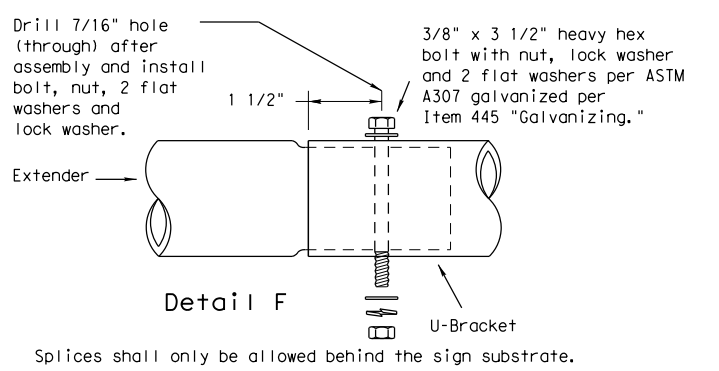 Drill 7/16" hole
(through) after
assembly and install
bolt, nut, 2 flat
washers and
lock washer.
1 1/2"
3/8" x 3 1/2" heavy hex
bolt with nut, lock washer
and 2 flat washers per ASTM
A307 galvanized per
Item 445 "Galvanizing."
Extender
Detail F
U-Bracket
Splices shall only be allowed behind the sign substrate.